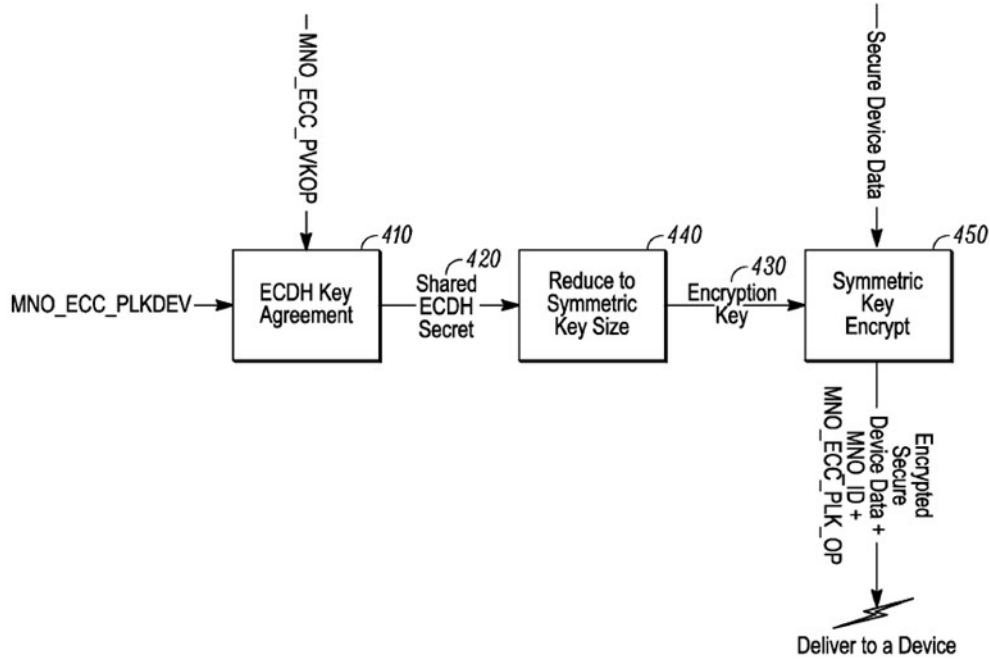 MNO_ECC_PVKOP
Secure Device Data
410
420
440
430
450
MNO_ECC_PLKDEV
ECDH Key
Agreement
Shared
ECDH
Secret
Reduce to
Symmetric
Key Size
Encryption
Key
Symmetric
Key
Encrypt
Encrypted
Secure
Device Data +
MNO_ID +
MNO_ECC_PLK_OP
Deliver to a Device